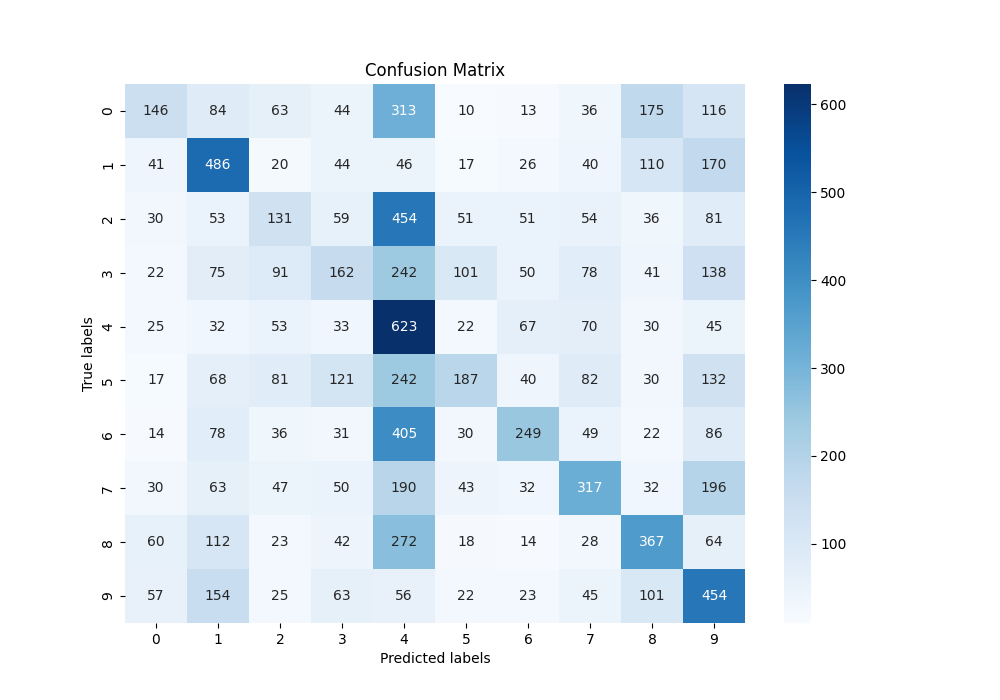 Confusion Matrix
0 146 84 63 44 313 10 13 36 175 116
1 41 486 20 44 46 17 26 40 110 170
2 30 53 131 59 454 51 51 54 36 81
3 22 75 91 162 242 101 50 78 41 138
4 25 32 53 33 623 22 67 70 30 45
5 17 68 81 121 242 187 40 82 30 132
6 14 78 36 31 405 30 249 49 22 86
7 30 63 47 50 190 43 32 317 32 196
8 60 112 23 42 272 18 14 28 367 64
9 57 154 25 63 56 22 23 45 101 454
0 1 2 3 4 5 6 7 8 9
Predicted labels
True labels
600
500
400
300
200
100